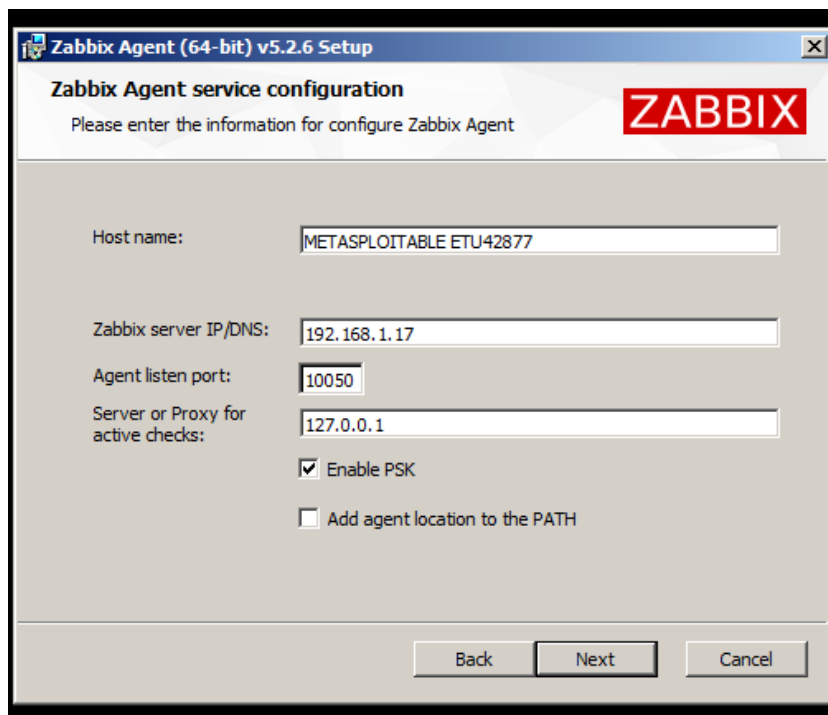 Zabbix Agent (64-bit) v5.2.6 Setup
Zabbix Agent service configuration
Please enter the information for configure Zabbix Agent
ZABBIX
Host name:
METASPLOITABLE ETU42877
Zabbix server IP/DNS:
192.168.1.17
Agent listen port:
10050
Server or Proxy for
active checks:
127.0.0.1
Enable PSK
Add agent location to the PATH
Back
Next
Cancel